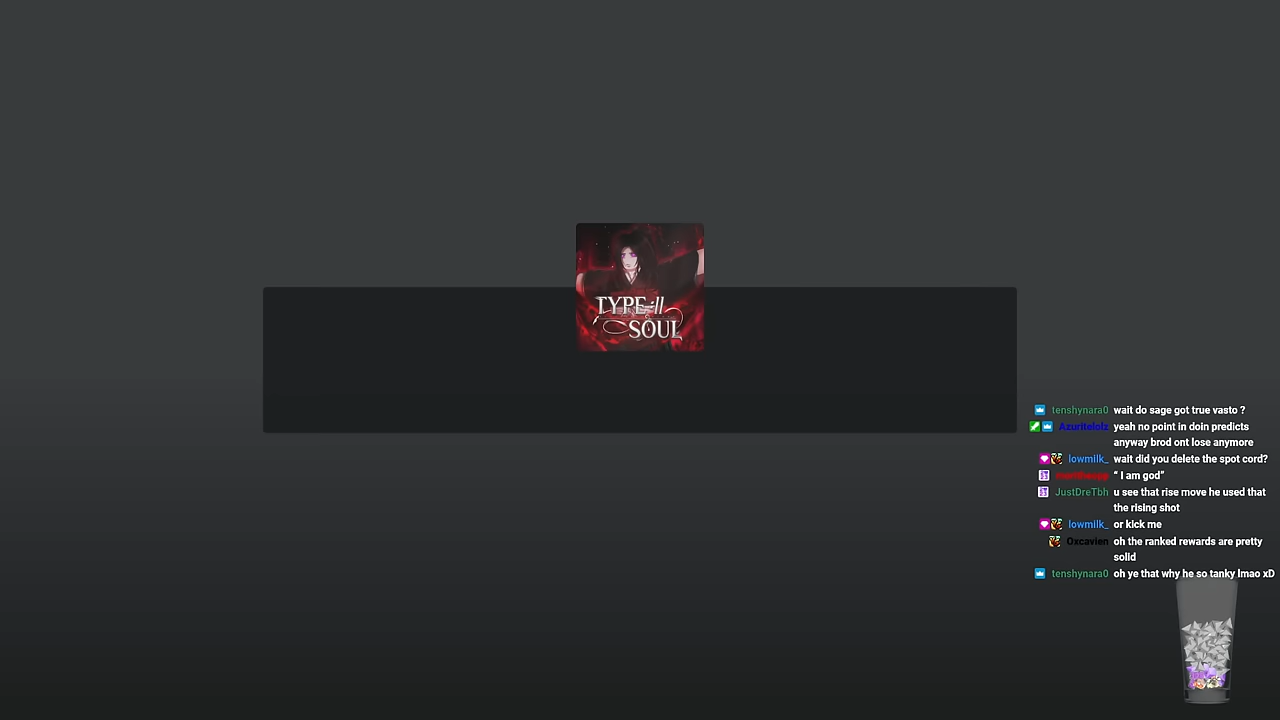 TYPE://
SOUL
tenshynara0 wait do sage got true vasto ?
Azuritelolz yeah no point in doin predicts
anyway brod ont lose anymore
lowmilk_ wait did you delete the spot cord?
“ I am god”
JustDreTbh u see that rise move he used that
the rising shot
lowmilk_ or kick me
Oxcavien oh the ranked rewards are pretty
solid
tenshynara0 oh ye that why he so tanky lmao xD